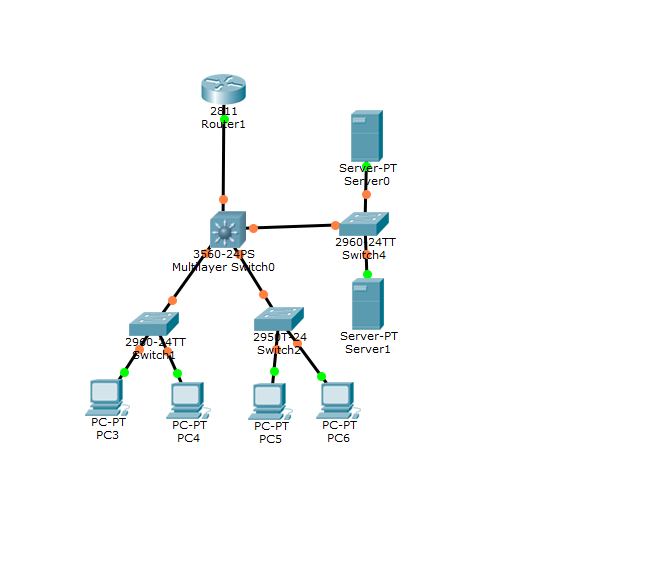 2811
Router1
Server-PT
Server0
2960-24TT
Switch4
3560-24PS
Multilayer Switch0
Server-PT
Server1
2960-24TT
Switch1
2950T-24
Switch2
PC-PT
PC3
PC-PT
PC4
PC-PT
PC5
PC-PT
PC6